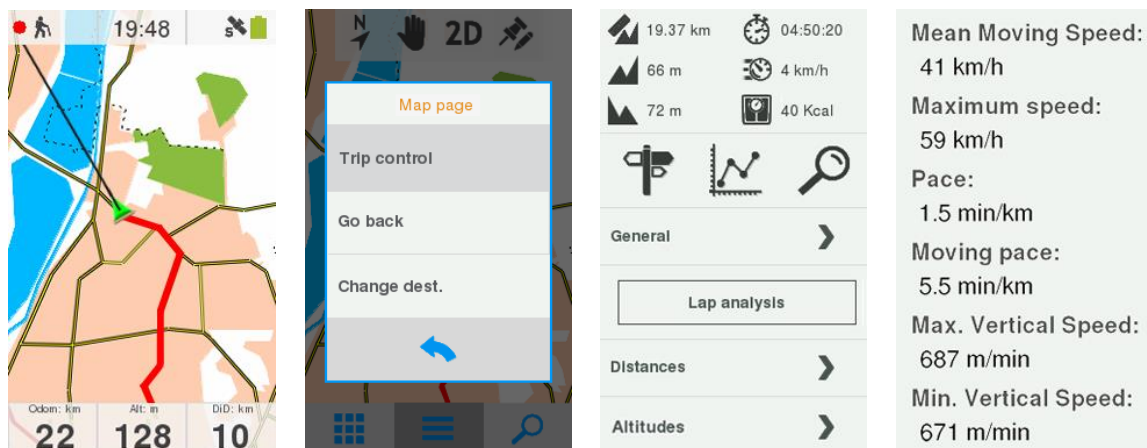 19:48
S
Odom: km
Alt: m
DiD: km
22
128
10
N
2D
Map page
Trip control
Go back
Change dest.
19.37 km
04:50:20
66 m
4 km/h
72 m
40 Kcal
General
Lap analysis
Distances
Altitudes
Mean Moving Speed:
41 km/h
Maximum speed:
59 km/h
Pace:
1.5 min/km
Moving pace:
5.5 min/km
Max. Vertical Speed:
687 m/min
Min. Vertical Speed:
671 m/min